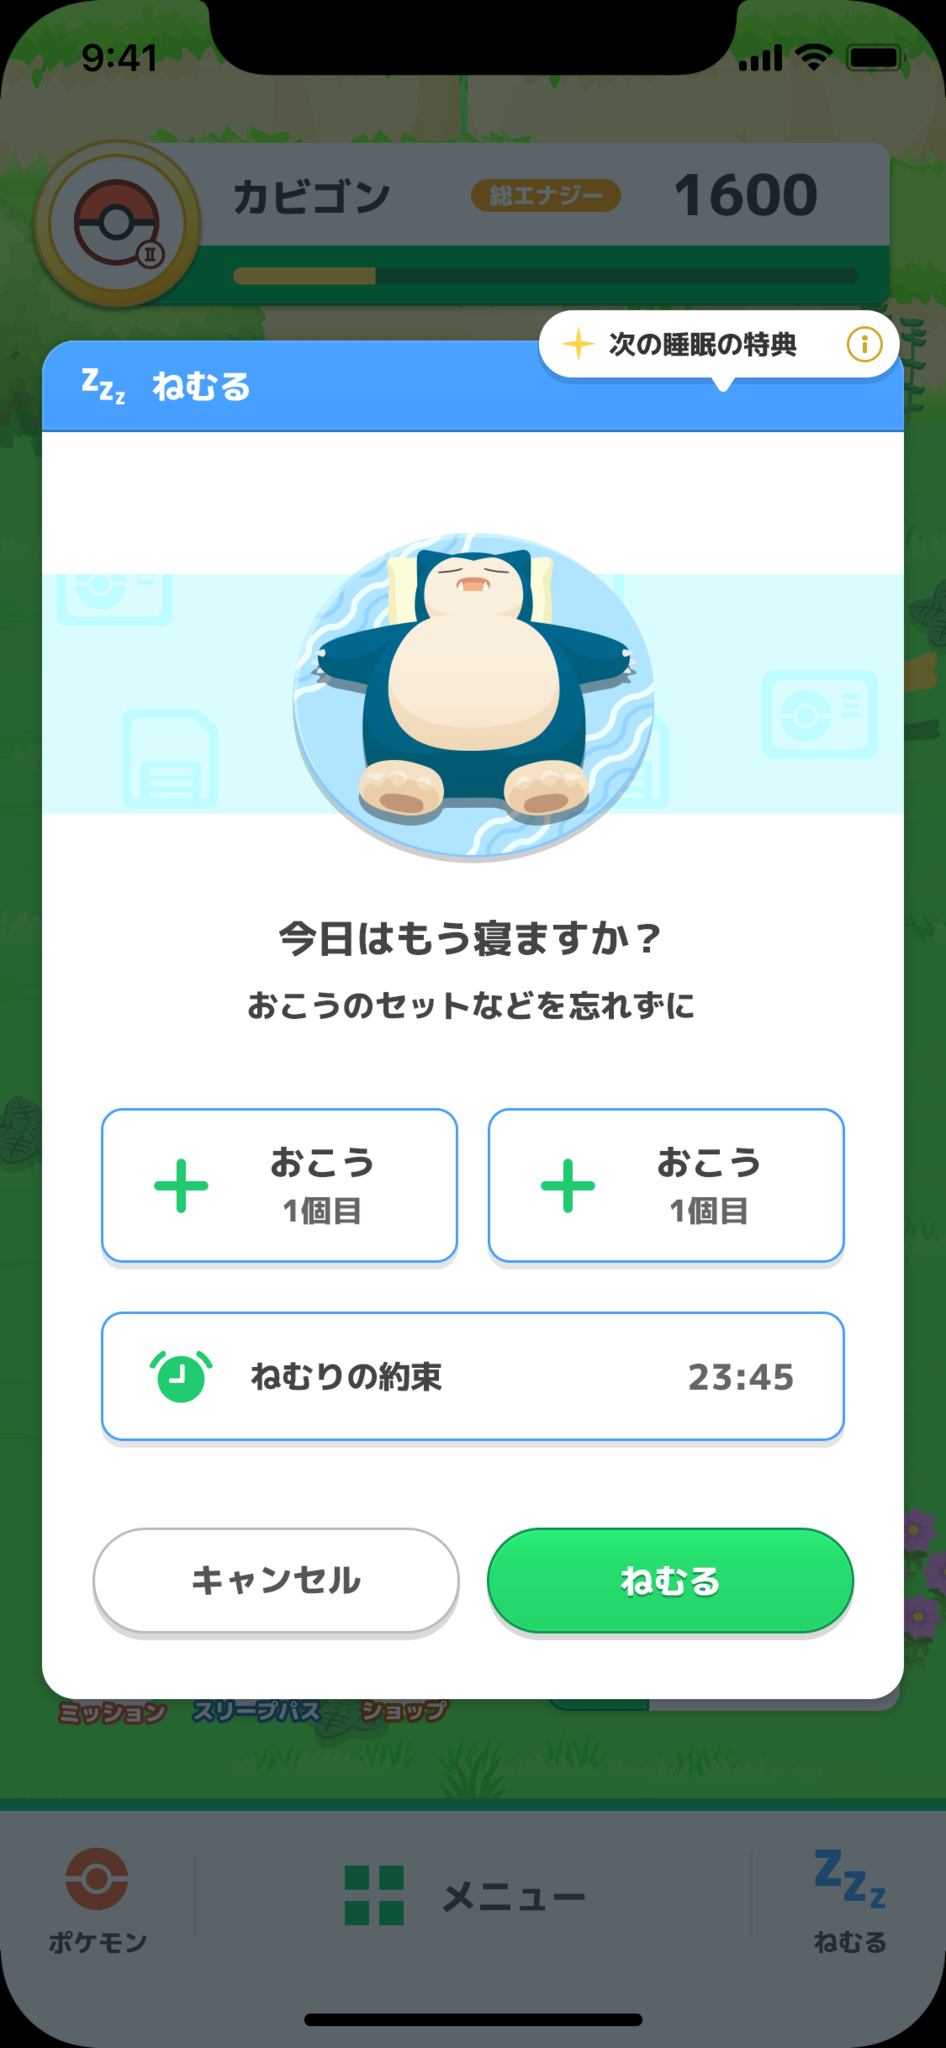 9:41
カビゴン 総エナジー 1600
II
次の睡眠の特典
zzz ねむる
今日はもう寝ますか？
おこうのセットなどを忘れずに
おこう
1個目
おこう
1個目
ねむりの約束 23:45
キャンセル ねむる
ミッション スリープパス ショップ
ポケモン メニュー zzz ねむる